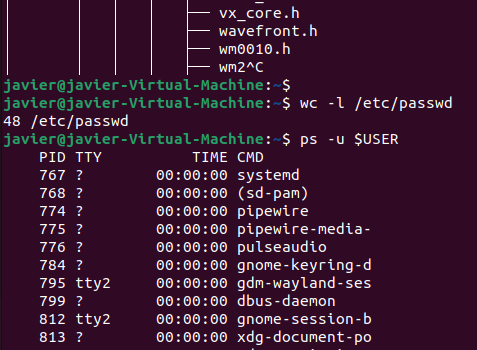 vx_core.h
wavefront.h
wm0010.h
wm2^C
javier@javier-Virtual-Machine:~$
javier@javier-Virtual-Machine:~$ wc -l /etc/passwd
48 /etc/passwd
javier@javier-Virtual-Machine:~$ ps -u $USER
PID TTY TIME CMD
767 ? 00:00:00 systemd
768 ? 00:00:00 (sd-pam)
774 ? 00:00:00 pipewire
775 ? 00:00:00 pipewire-media-
776 ? 00:00:00 pulseaudio
784 ? 00:00:00 gnome-keyring-d
795 tty2 00:00:00 gdm-wayland-ses
799 ? 00:00:00 dbus-daemon
812 tty2 00:00:00 gnome-session-b
813 ? 00:00:00 xdg-document-po